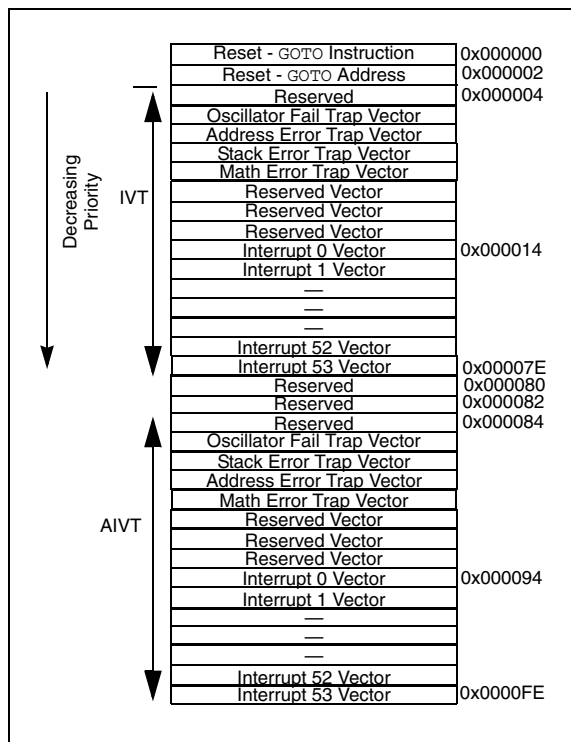 Reset - GOTO Instruction 0x000000
Reset - GOTO Address 0x000002
Reserved 0x000004
Oscillator Fail Trap Vector
Address Error Trap Vector
Stack Error Trap Vector
Math Error Trap Vector
Reserved Vector
Reserved Vector
Reserved Vector
Interrupt 0 Vector 0x000014
Interrupt 1 Vector
—
—
—
Interrupt 52 Vector
Interrupt 53 Vector 0x00007E
Reserved 0x000080
Reserved 0x000082
Reserved 0x000084
Oscillator Fail Trap Vector
Stack Error Trap Vector
Address Error Trap Vector
Math Error Trap Vector
Reserved Vector
Reserved Vector
Reserved Vector
Interrupt 0 Vector 0x000094
Interrupt 1 Vector
—
—
—
Interrupt 52 Vector
Interrupt 53 Vector 0x0000FE
Decreasing
Priority
IVT
AIVT